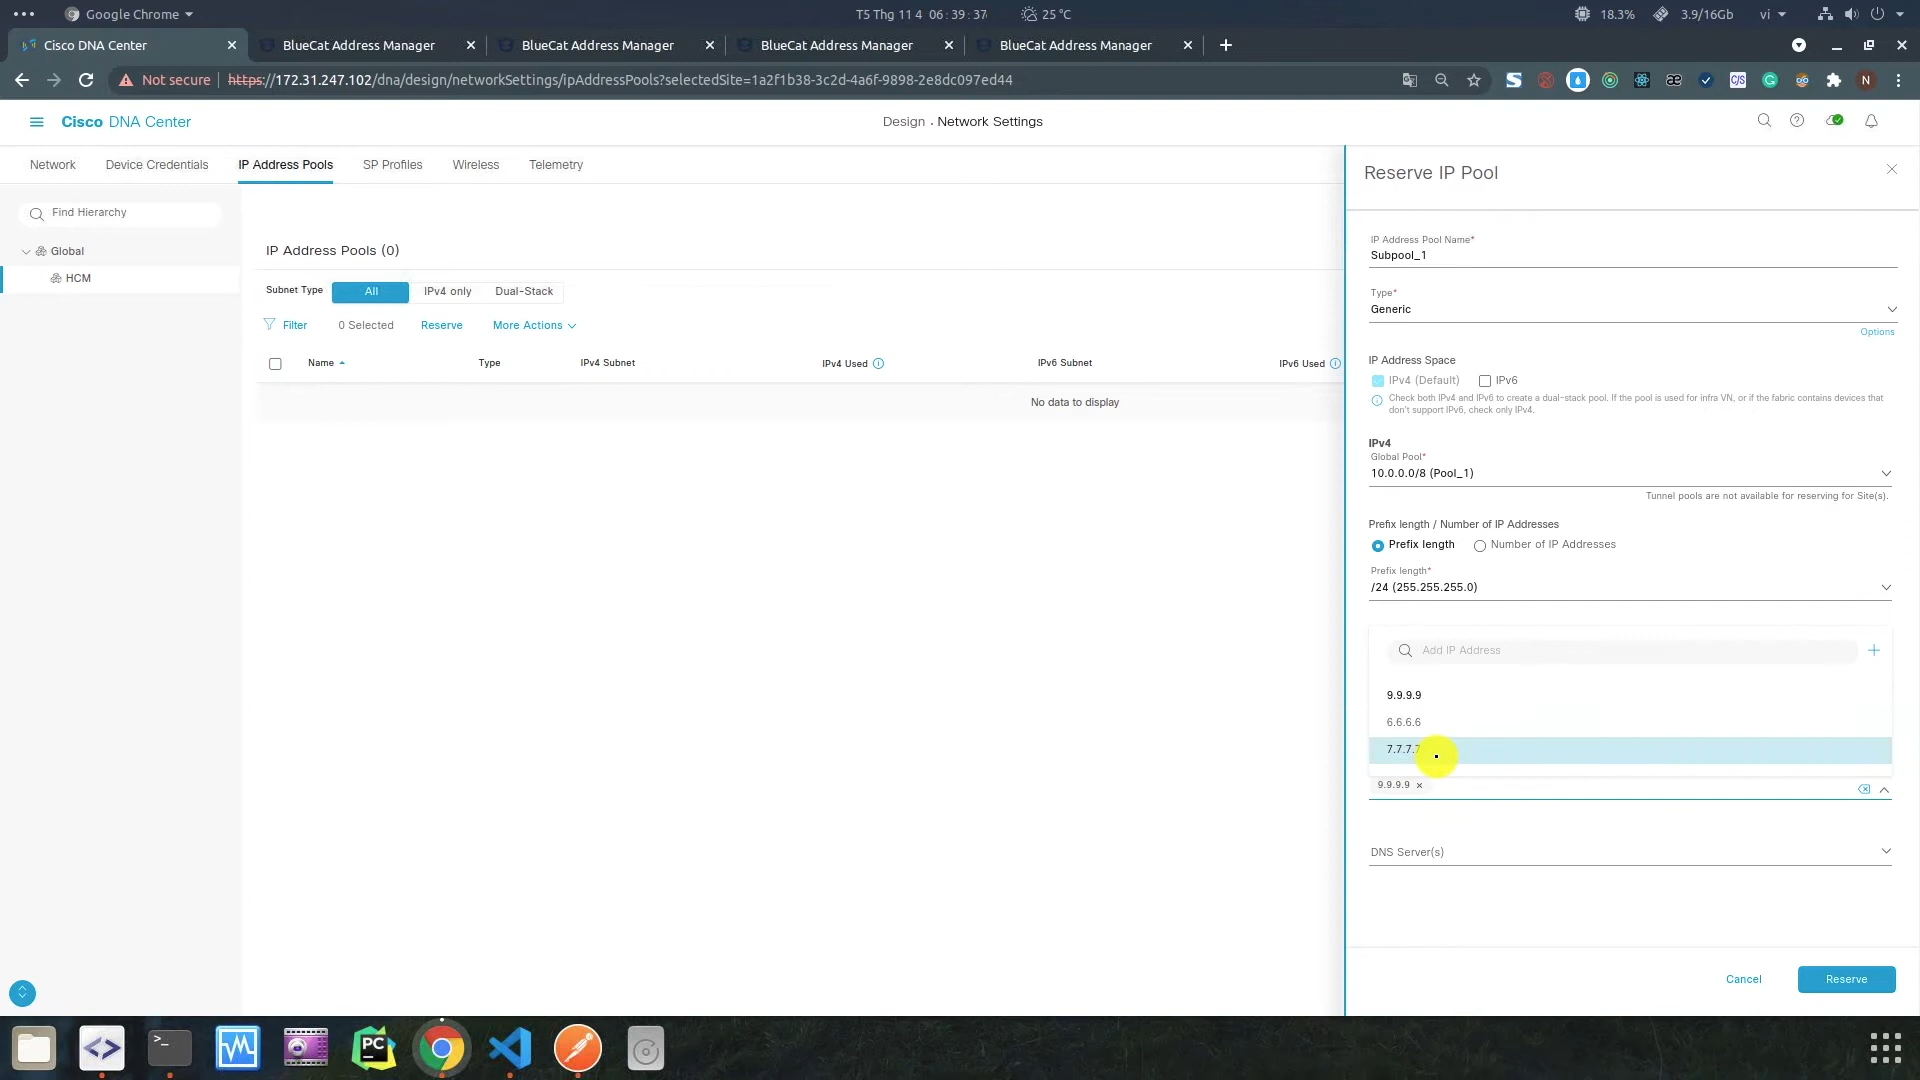 Google Chrome
T5 Thg 11 4 06:39:37
25 °C
18.3%
3.9/16Gb
vi
Cisco DNA Center
BlueCat Address Manager
BlueCat Address Manager
BlueCat Address Manager
BlueCat Address Manager
Not secure
https://172.31.247.102/dna/design/networkSettings/ipAddressPools?selectedSite=1a2f1b38-3c2d-4a6f-9898-2e8dc097ed44
N
Cisco DNA Center
Design . Network Settings
Network
Device Credentials
IP Address Pools
SP Profiles
Wireless
Telemetry
Find Hierarchy
Global
HCM
IP Address Pools (0)
Subnet Type
All
IPv4 only
Dual-Stack
Filter
0 Selected
Reserve
More Actions
Name
Type
IPv4 Subnet
IPv4 Used
IPv6 Subnet
IPv6 Used
No data to display
Reserve IP Pool
IP Address Pool Name*
Subpool_1
Type*
Generic
Options
IP Address Space
IPv4 (Default)
IPv6
Check both IPv4 and IPv6 to create a dual-stack pool. If the pool is used for infra VN, or if the fabric contains devices that
don't support IPv6, check only IPv4.
IPv4
Global Pool*
10.0.0.0/8 (Pool_1)
Tunnel pools are not available for reserving for Site(s).
Prefix length / Number of IP Addresses
Prefix length
Number of IP Addresses
Prefix length*
/24 (255.255.255.0)
Add IP Address
9.9.9.9
6.6.6.6
7.7.7.7
9.9.9.9
DNS Server(s)
Cancel
Reserve
>_
PC